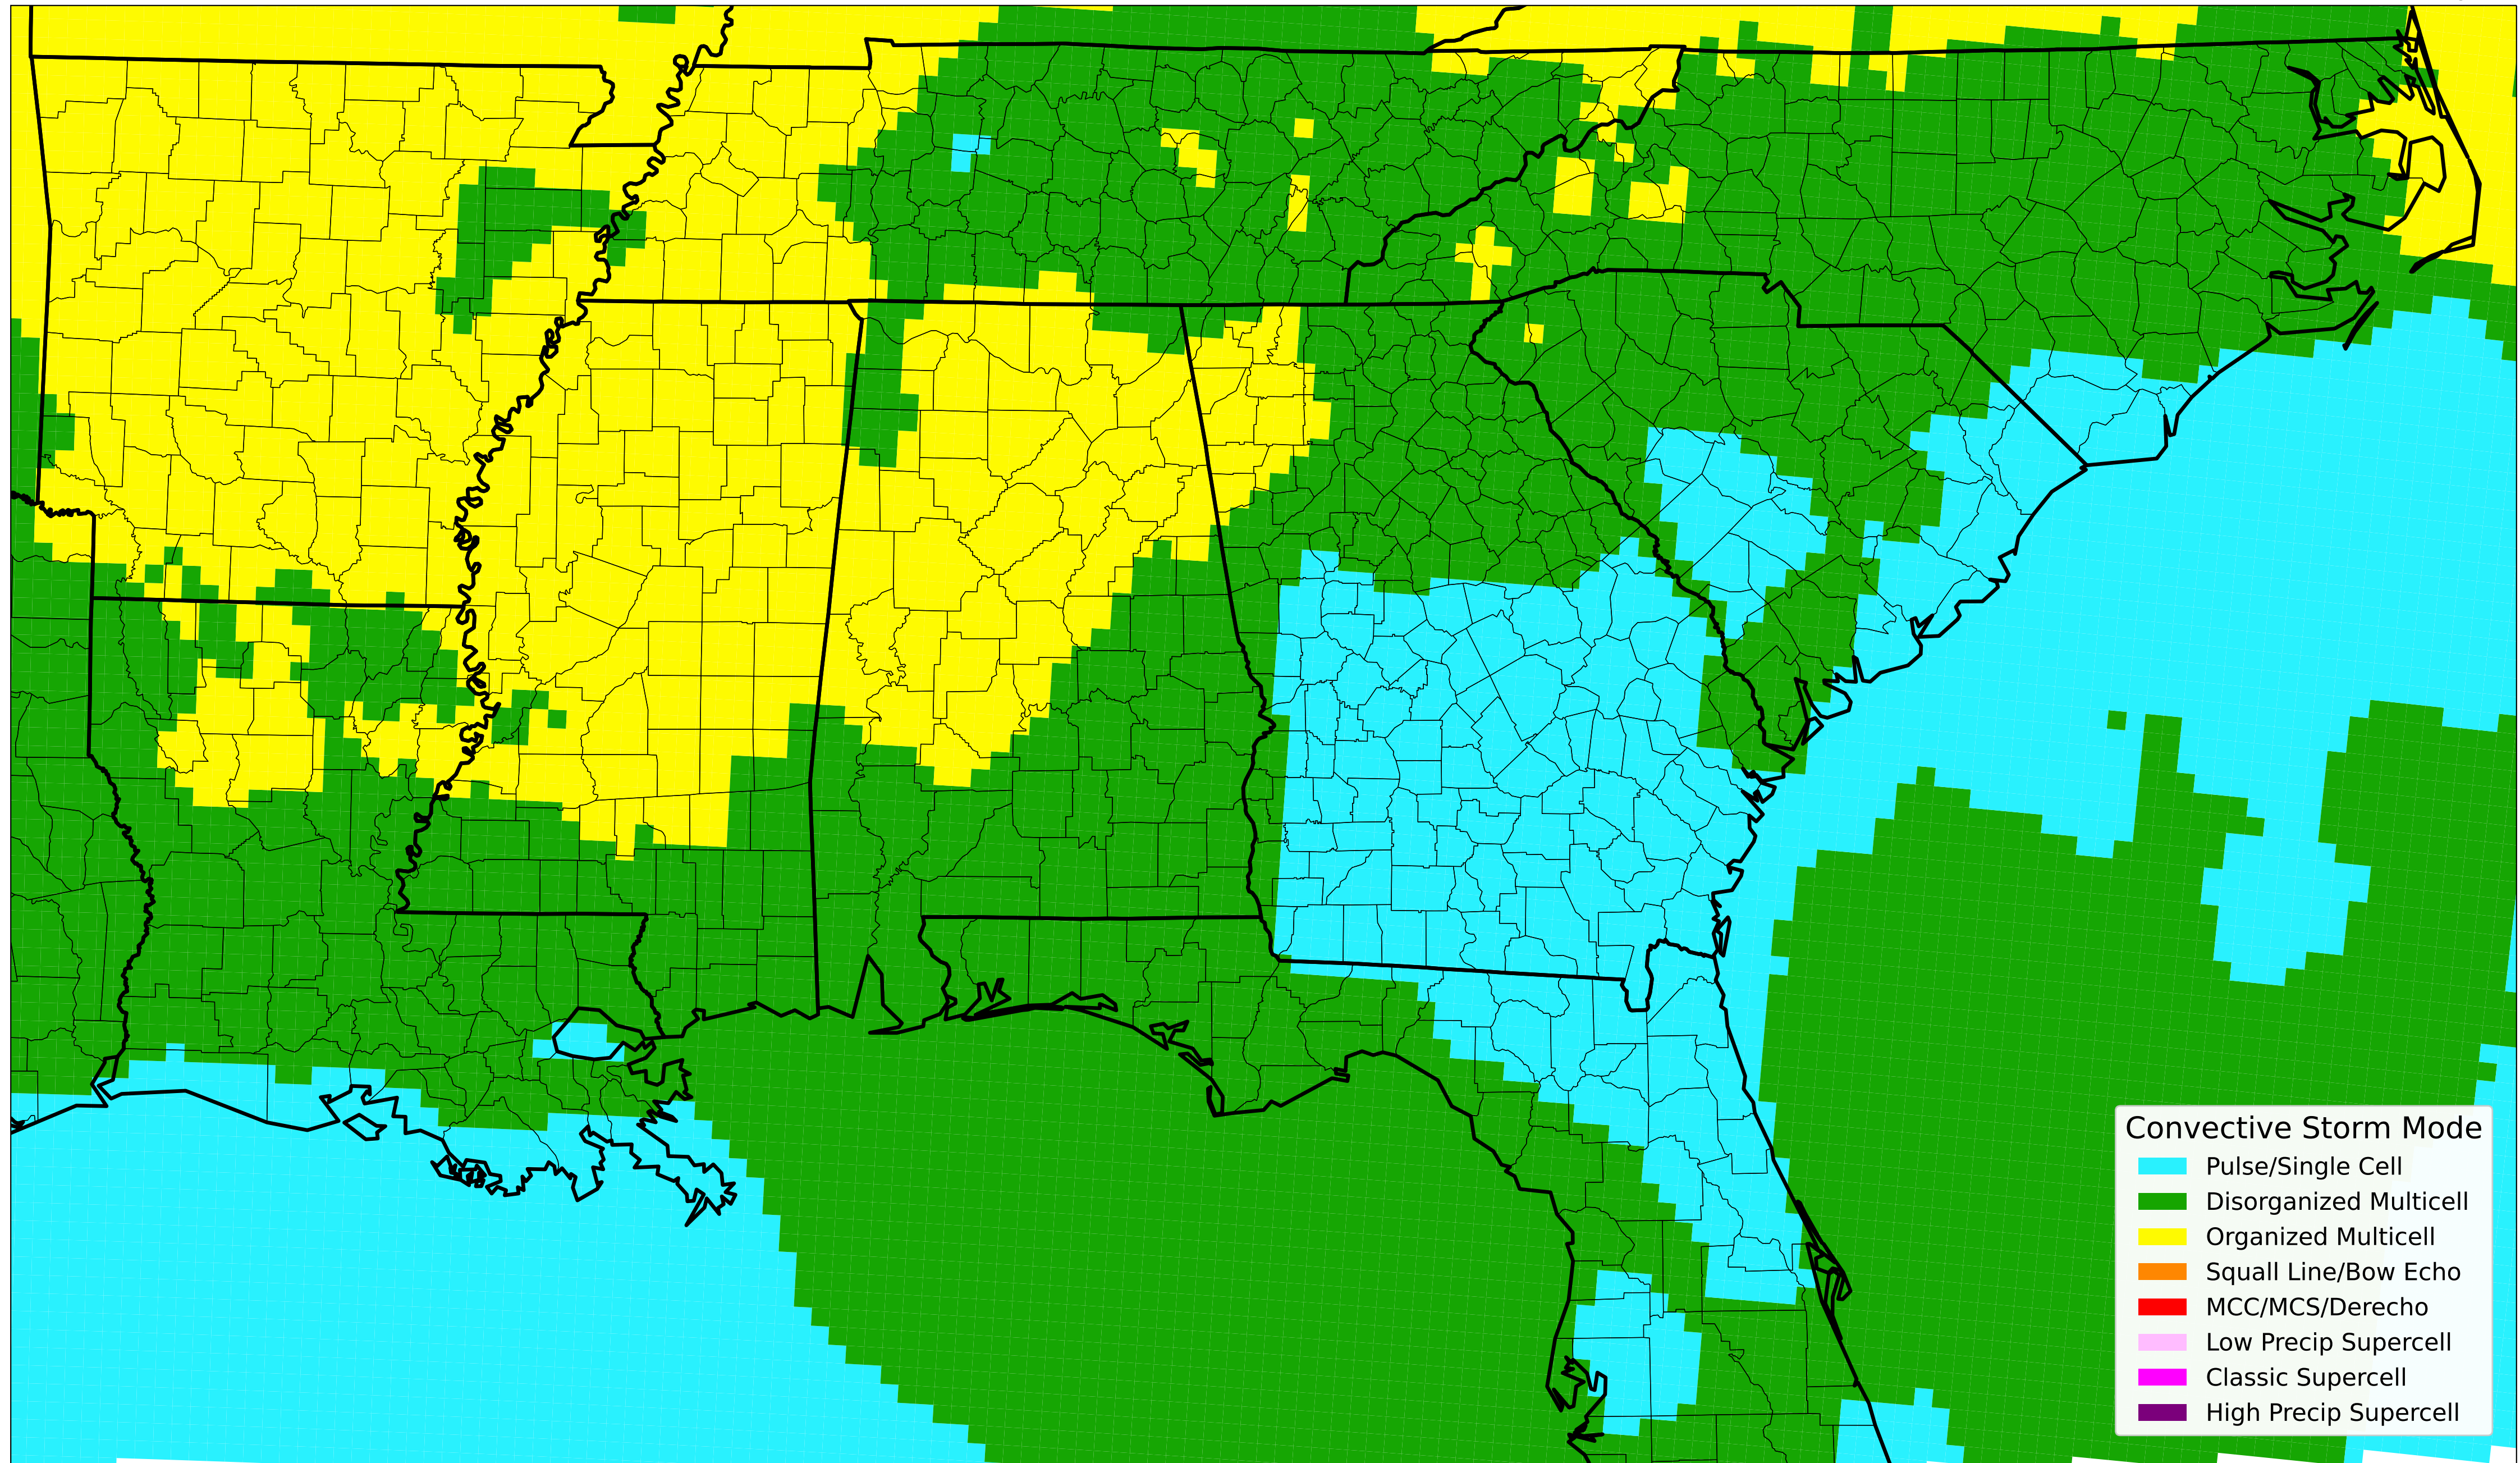 Convective Storm Mode
Pulse/Single Cell
Disorganized Multicell
Organized Multicell
Squall Line/Bow Echo
MCC/MCS/Derecho
Low Precip Supercell
Classic Supercell
High Precip Supercell